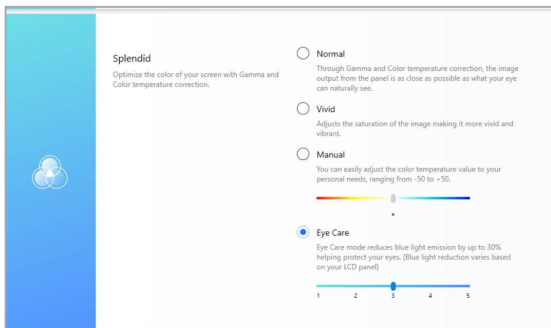 Splendid
Optimize the color of your screen with Gamma and
Color temperature correction.
Normal
Through Gamma and Color temperature correction, the image
output from the panel is as close as possible as what your eye
can naturally see.
Vivid
Adjusts the saturation of the image making it more vivid and
vibrant.
Manual
You can easily adjust the color temperature value to your
personal needs, ranging from -50 to +50.
Eye Care
Eye Care mode reduces blue light emission by up to 30%
helping protect your eyes. (Blue light reduction varies based
on your LCD panel)
1 2 3 4 5